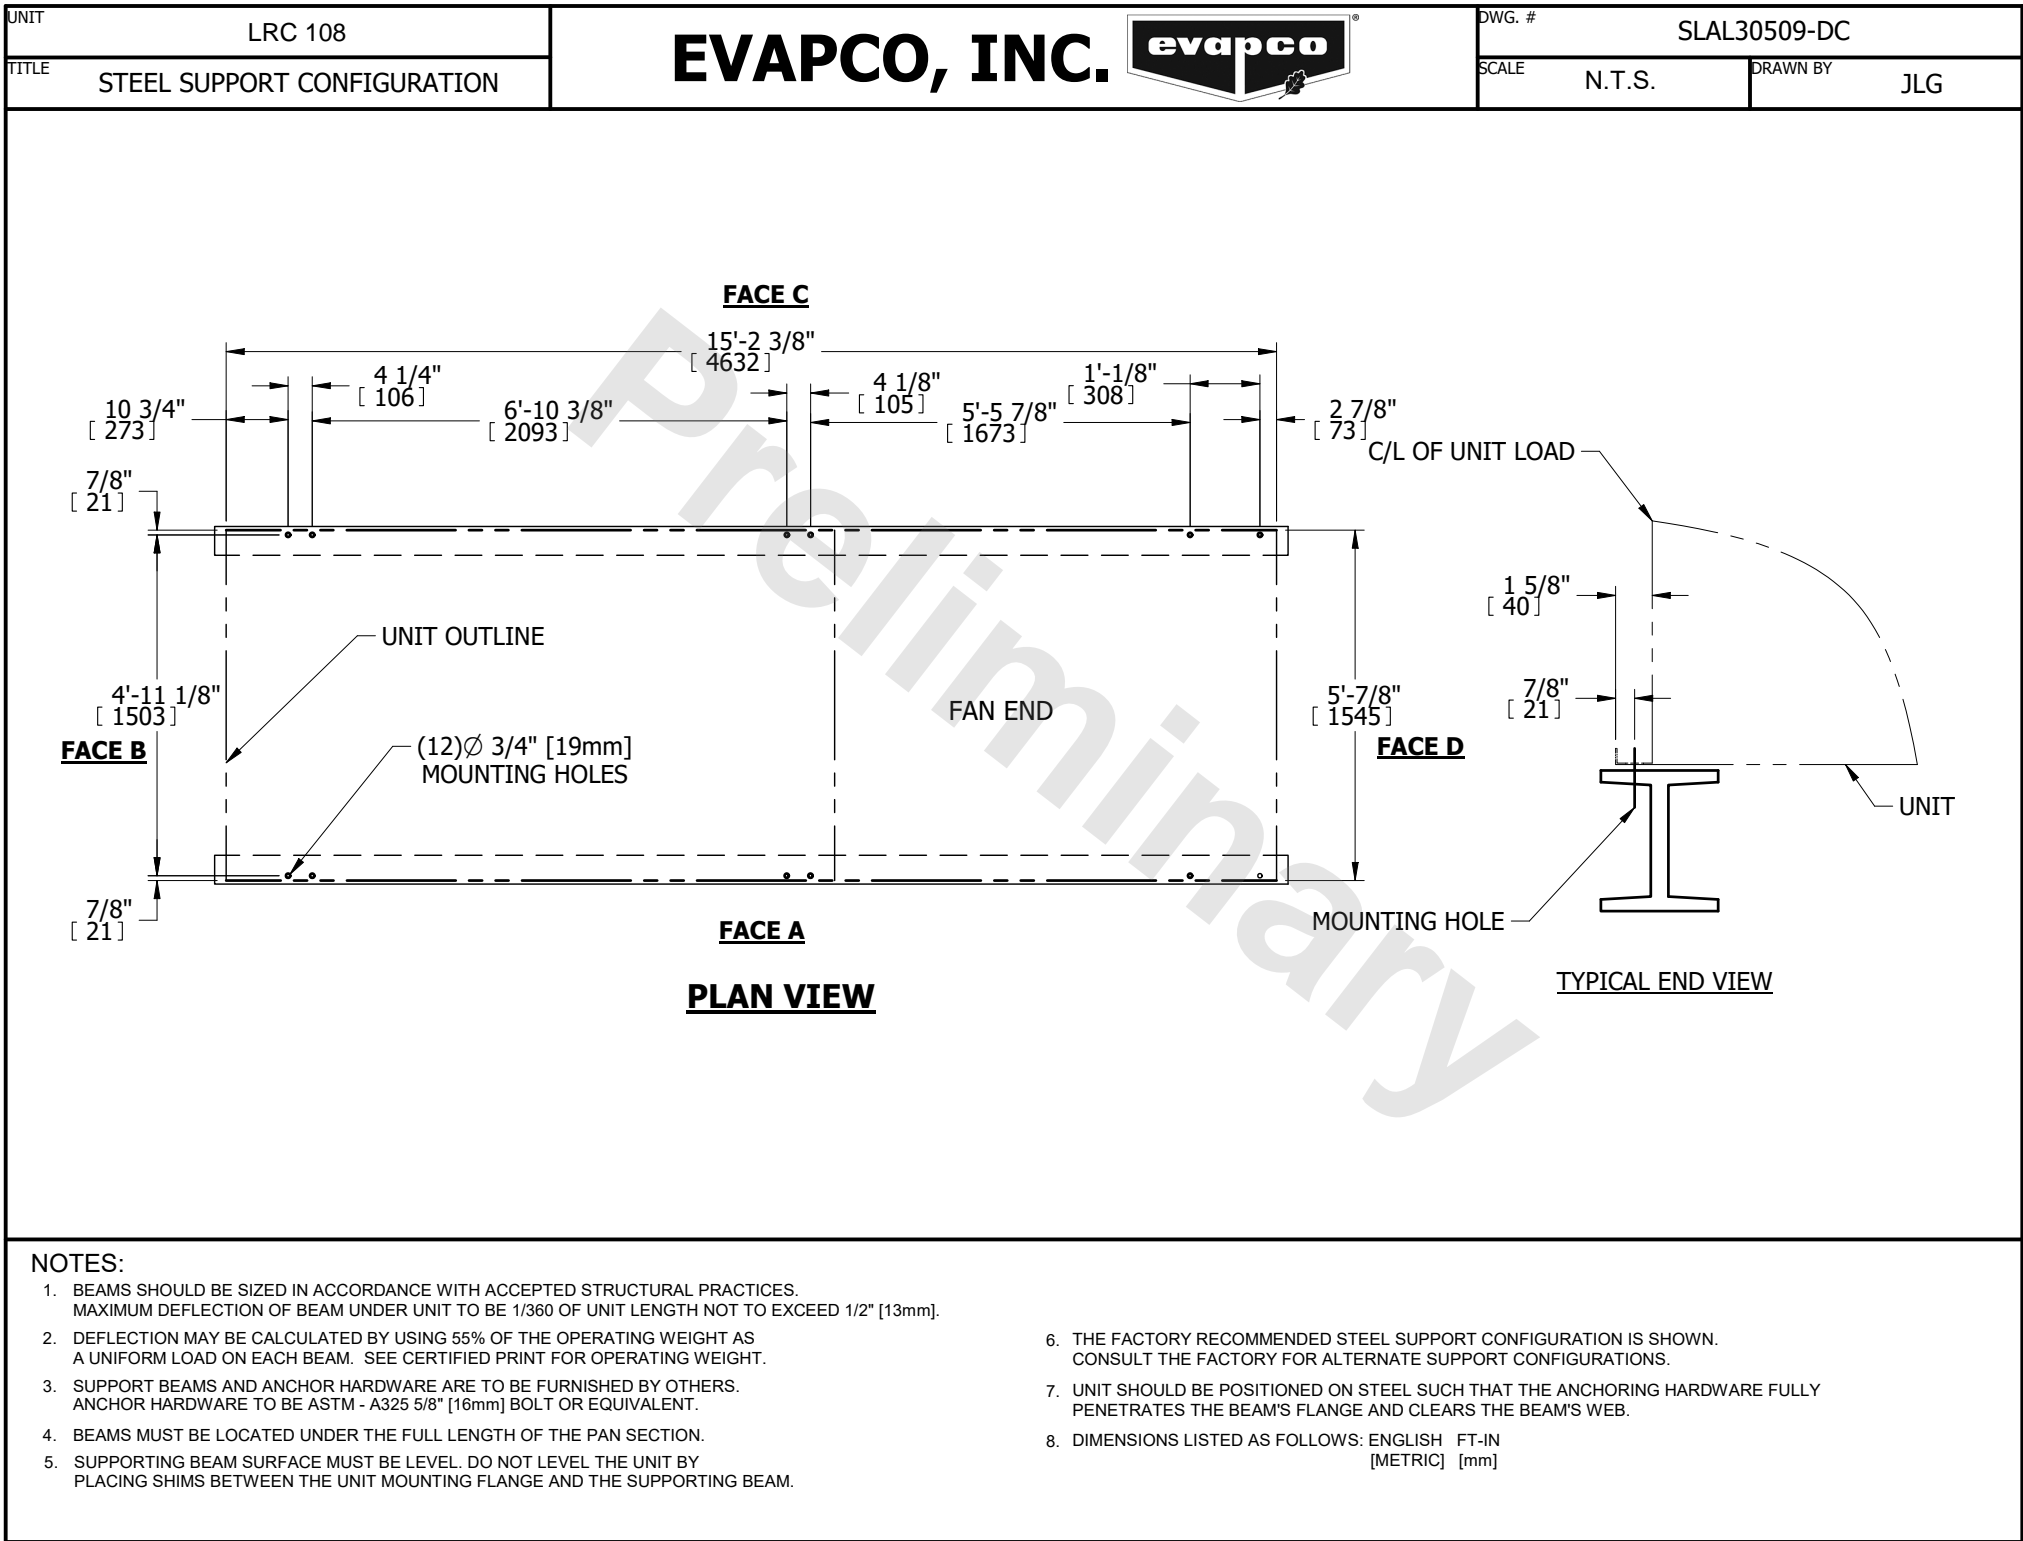 UNIT
LRC 108
TITLE
STEEL SUPPORT CONFIGURATION
EVAPCO, INC.
evapco
®
DWG. #
SLAL30509-DC
SCALE
N.T.S.
DRAWN BY
JLG
FACE C
15'-2 3/8"
[ 4632 ]
4 1/4"
[ 106 ]
4 1/8"
[ 105 ]
1'-1/8"
[ 308 ]
10 3/4"
[ 273 ]
6'-10 3/8"
[ 2093 ]
5'-5 7/8"
[ 1673 ]
2 7/8"
[ 73 ]
C/L OF UNIT LOAD
7/8"
[ 21 ]
1 5/8"
[ 40 ]
UNIT OUTLINE
4'-11 1/8"
[ 1503 ]
FACE B
FAN END
5'-7/8"
[ 1545 ]
FACE D
7/8"
[ 21 ]
(12)Ø 3/4" [19mm]
MOUNTING HOLES
UNIT
7/8"
[ 21 ]
FACE A
MOUNTING HOLE
PLAN VIEW
TYPICAL END VIEW
Preliminary
NOTES:
1. BEAMS SHOULD BE SIZED IN ACCORDANCE WITH ACCEPTED STRUCTURAL PRACTICES.
MAXIMUM DEFLECTION OF BEAM UNDER UNIT TO BE 1/360 OF UNIT LENGTH NOT TO EXCEED 1/2" [13mm].
2. DEFLECTION MAY BE CALCULATED BY USING 55% OF THE OPERATING WEIGHT AS
A UNIFORM LOAD ON EACH BEAM. SEE CERTIFIED PRINT FOR OPERATING WEIGHT.
3. SUPPORT BEAMS AND ANCHOR HARDWARE ARE TO BE FURNISHED BY OTHERS.
ANCHOR HARDWARE TO BE ASTM - A325 5/8" [16mm] BOLT OR EQUIVALENT.
4. BEAMS MUST BE LOCATED UNDER THE FULL LENGTH OF THE PAN SECTION.
5. SUPPORTING BEAM SURFACE MUST BE LEVEL. DO NOT LEVEL THE UNIT BY
PLACING SHIMS BETWEEN THE UNIT MOUNTING FLANGE AND THE SUPPORTING BEAM.
6. THE FACTORY RECOMMENDED STEEL SUPPORT CONFIGURATION IS SHOWN.
CONSULT THE FACTORY FOR ALTERNATE SUPPORT CONFIGURATIONS.
7. UNIT SHOULD BE POSITIONED ON STEEL SUCH THAT THE ANCHORING HARDWARE FULLY
PENETRATES THE BEAM'S FLANGE AND CLEARS THE BEAM'S WEB.
8. DIMENSIONS LISTED AS FOLLOWS: ENGLISH FT-IN
[METRIC] [mm]